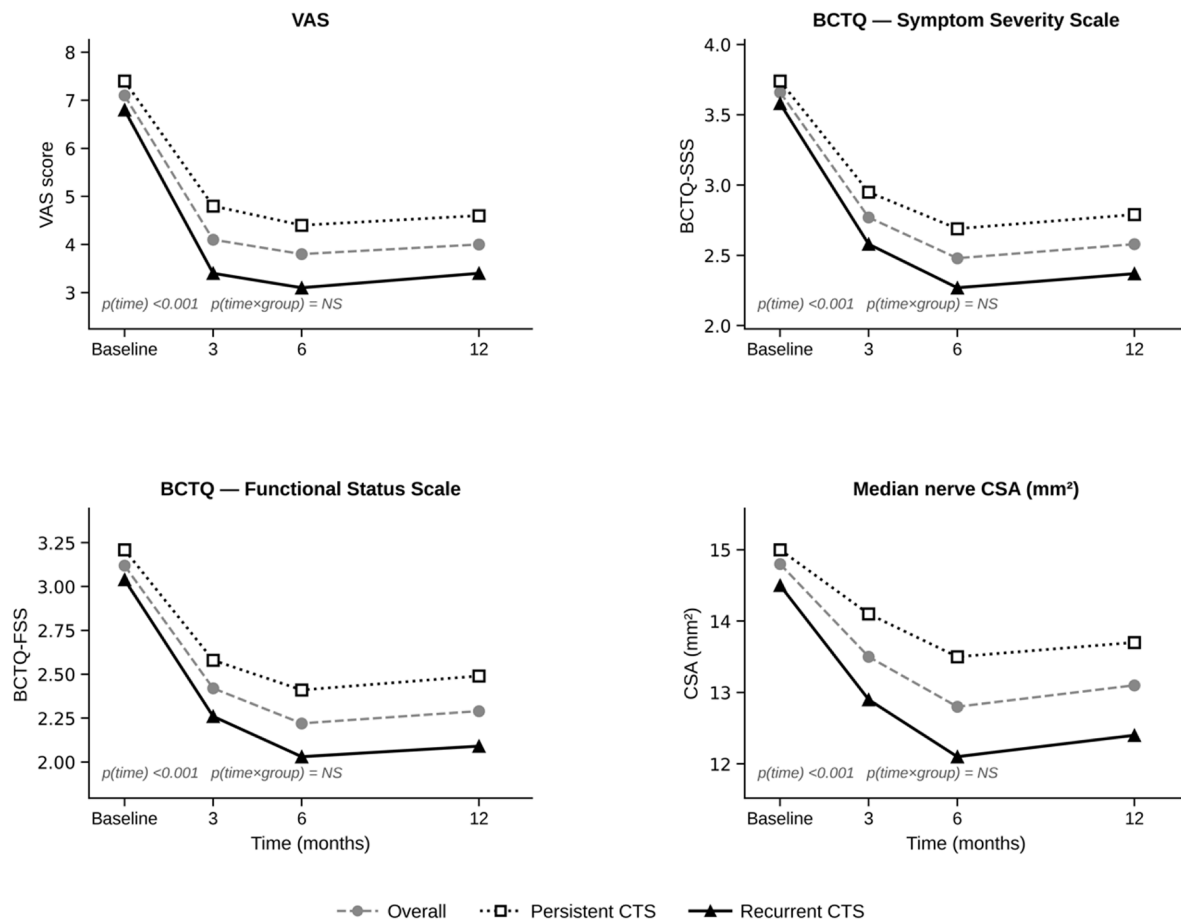 VAS
8
7
6
5
4
3
VAS score
p(time) <0.001 p(time×group) = NS
Baseline 3 6 12
BCTQ — Symptom Severity Scale
4.0
3.5
3.0
2.5
2.0
BCTQ-SSS
p(time) <0.001 p(time×group) = NS
Baseline 3 6 12
BCTQ — Functional Status Scale
3.25
3.00
2.75
2.50
2.25
2.00
BCTQ-FSS
p(time) <0.001 p(time×group) = NS
Baseline 3 6 12
Time (months)
Median nerve CSA (mm²)
15
14
13
12
CSA (mm²)
p(time) <0.001 p(time×group) = NS
Baseline 3 6 12
Time (months)
Overall Persistent CTS Recurrent CTS